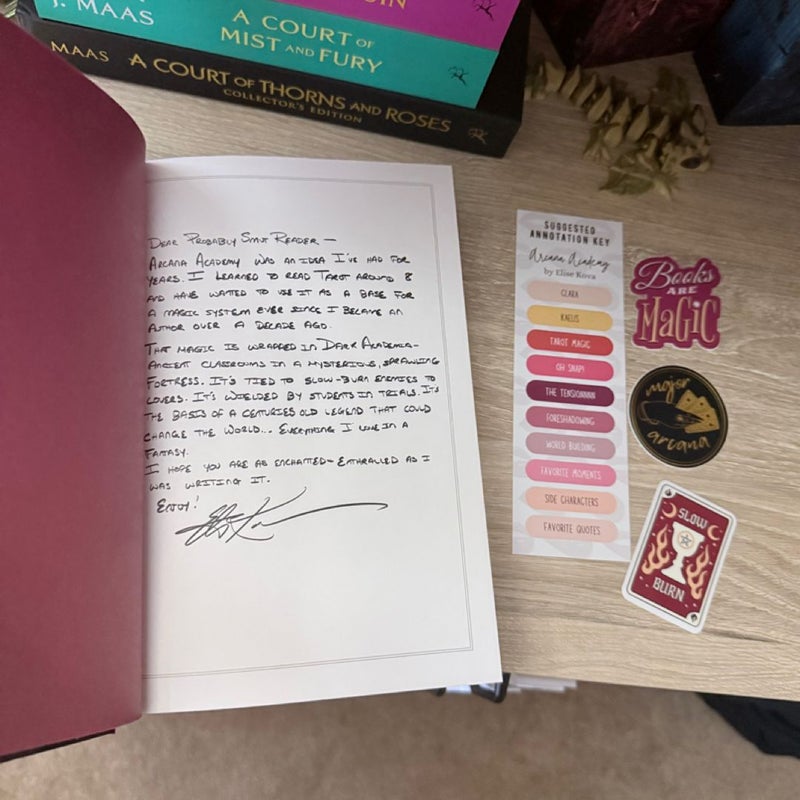 OIN
J. MAAS
A COURT OF
MIST AND FURY
MAAS
A COURT OF THORNS AND ROSES
COLLECTOR'S EDITION
DEAR PROBABLY SMUT READER —
ARCANA ACADEMY WAS AN IDEA I'VE HAD FOR
YEARS. I LEARNED TO READ TAROT AROUND 8
AND HAVE WANTED TO USE IT AS A BASE FOR
A MAGIC SYSTEM EVER SINCE I BECAME AN
AUTHOR OVER A DECADE AGO.
THAT MAGIC IS WRAPPED IN DARK ACADEMIA-
ANCIENT CLASSROOMS IN A MYSTERIOUS, SPRAWLING
FORTRESS. IT'S TIED TO SLOW-BURN ENEMIES TO
LOVERS. IT'S WIELDED BY STUDENTS IN TRIALS. IT'S
THE BASIS OF A CENTURIES OLD LEGEND THAT COULD
CHANGE THE WORLD... EVERYTHING I LOVE IN A
FANTASY.
I HOPE YOU ARE AS ENCHANTED-ENTHRALLED AS I
WAS WRITING IT.
ENJOY!
SUGGESTED
ANNOTATION KEY
Arcana Academy
by Elise Kova
CLARA
KAELIS
TAROT MAGIC
OH SNAP!
THE TENSIONNNN
FORESHADOWING
WORLD BUILDING
FAVORITE MOMENTS
SIDE CHARACTERS
FAVORITE QUOTES
Books
ARE
MAGIC
major
arcana
SLOW
BURN